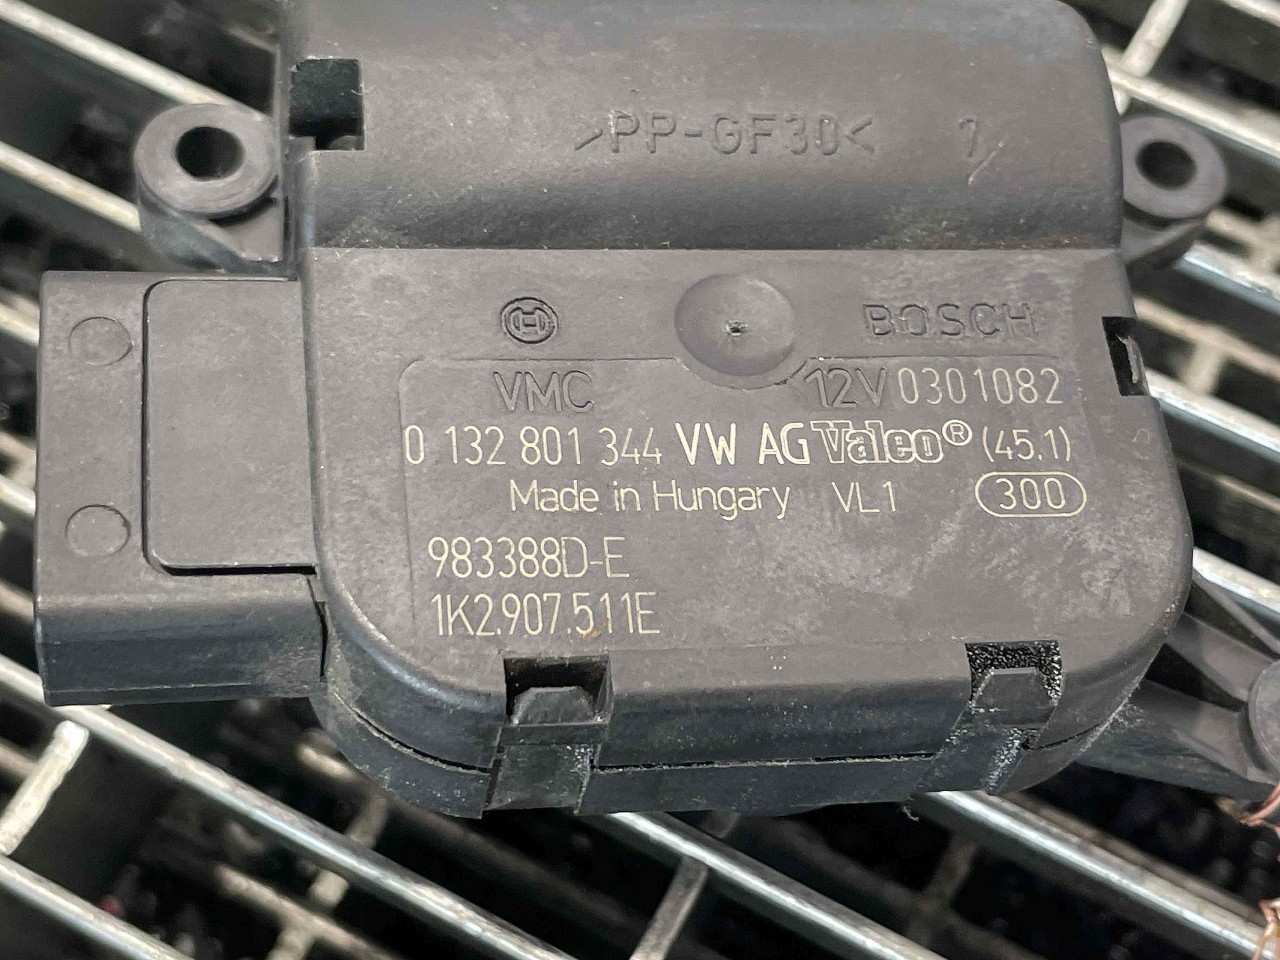 >PP-GF30< 7
BOSCH
VMC 12V 0301082
0 132 801 344 VW AG Valeo® (45.1)
Made in Hungary VL1 300
983388D-E
1K2.907.511E